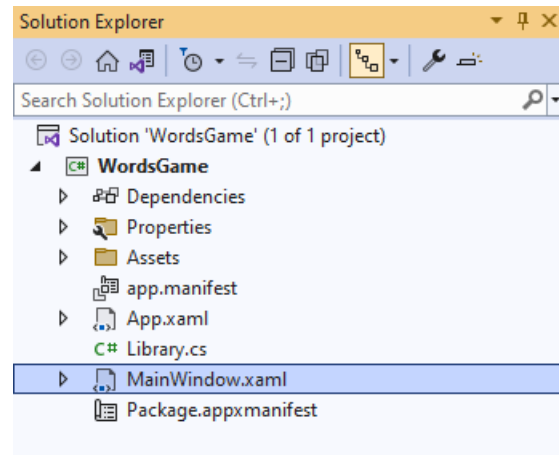 Solution Explorer
Search Solution Explorer (Ctrl+;)
Solution 'WordsGame' (1 of 1 project)
C# WordsGame
Dependencies
Properties
Assets
app.manifest
App.xaml
C# Library.cs
MainWindow.xaml
Package.appxmanifest